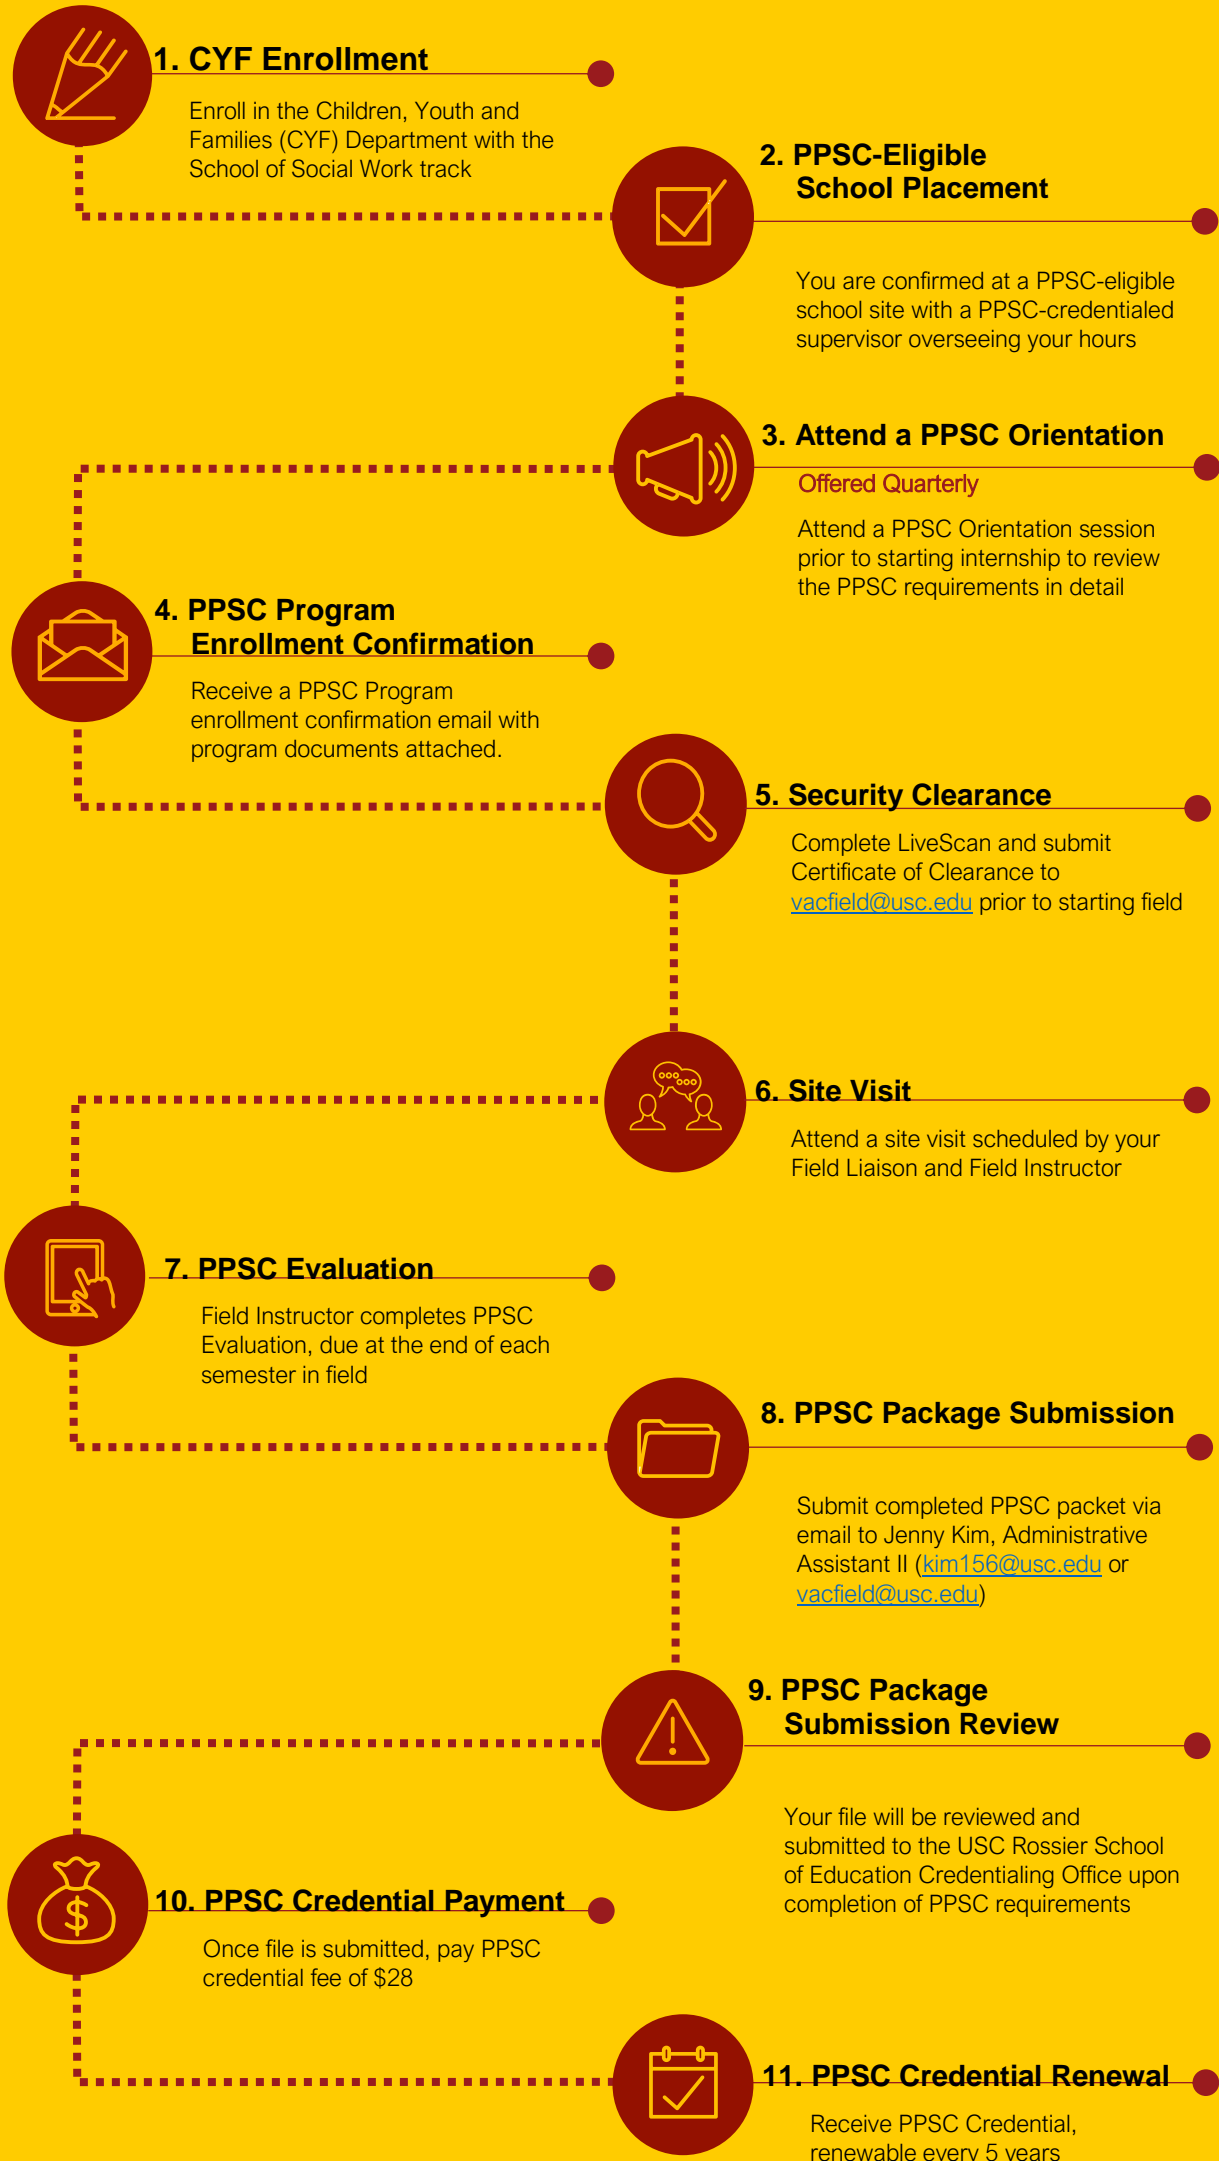 1. CYF Enrollment
Enroll in the Children, Youth and
Families (CYF) Department with the
School of Social Work track
2. PPSC-Eligible
School Placement
You are confirmed at a PPSC-eligible
school site with a PPSC-credentialed
supervisor overseeing your hours
3. Attend a PPSC Orientation
Offered Quarterly
Attend a PPSC Orientation session
prior to starting internship to review
the PPSC requirements in detail
4. PPSC Program
Enrollment Confirmation
Receive a PPSC Program
enrollment confirmation email with
program documents attached.
5. Security Clearance
Complete LiveScan and submit
Certificate of Clearance to
vacfield@usc.edu prior to starting field
6. Site Visit
Attend a site visit scheduled by your
Field Liaison and Field Instructor
7. PPSC Evaluation
Field Instructor completes PPSC
Evaluation, due at the end of each
semester in field
8. PPSC Package Submission
Submit completed PPSC packet via
email to Jenny Kim, Administrative
Assistant II (kim156@usc.edu or
vacfield@usc.edu)
9. PPSC Package
Submission Review
Your file will be reviewed and
submitted to the USC Rossier School
of Education Credentialing Office upon
completion of PPSC requirements
$
10. PPSC Credential Payment
Once file is submitted, pay PPSC
credential fee of $28
11. PPSC Credential Renewal
Receive PPSC Credential,
renewable every 5 years